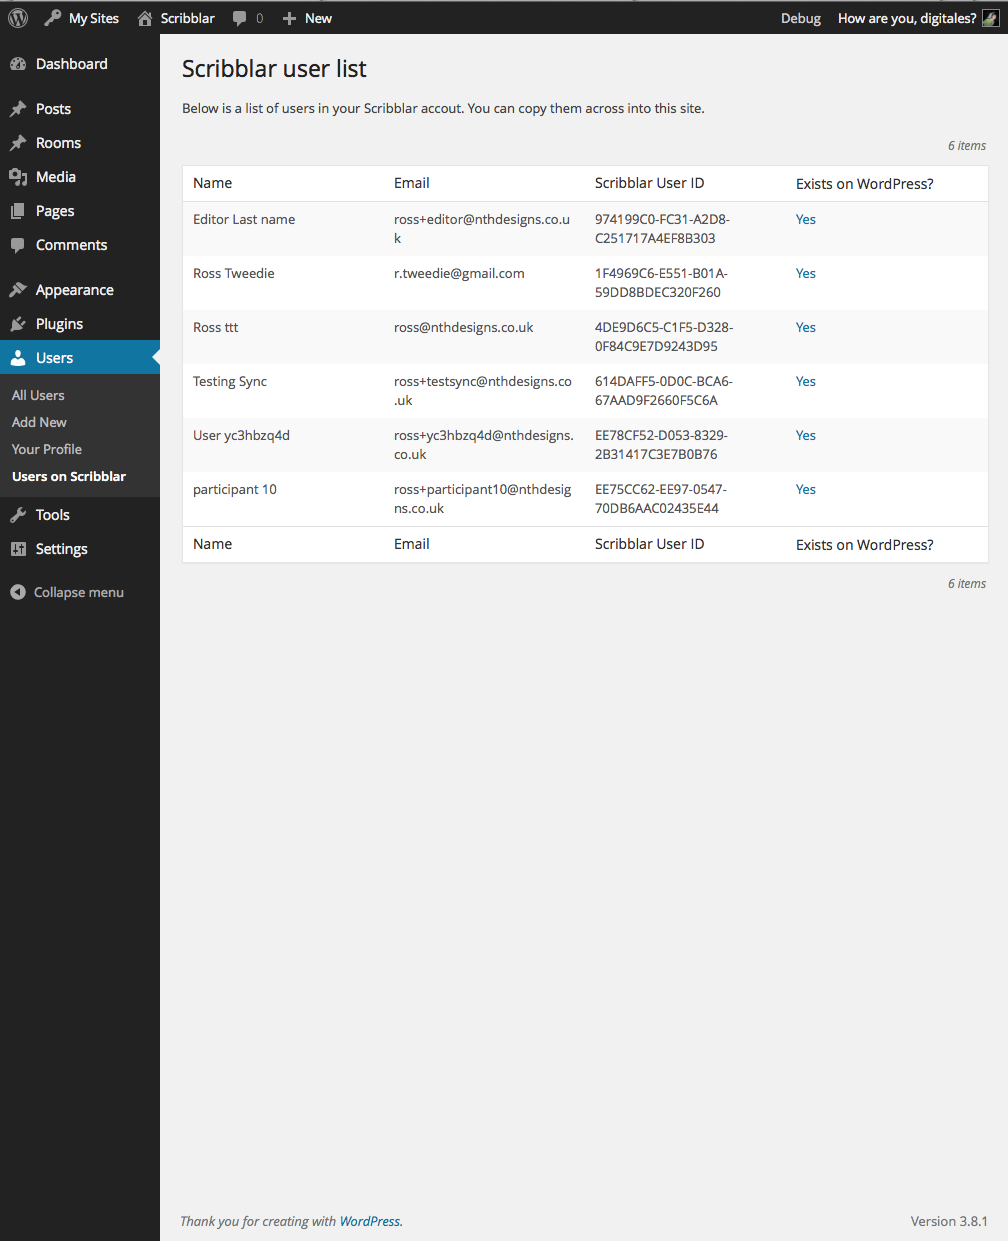 My Sites Scribblar 0 New Debug How are you, digitales?
Dashboard
Posts
Rooms
Media
Pages
Comments
Appearance
Plugins
Users
All Users
Add New
Your Profile
Users on Scribblar
Tools
Settings
Collapse menu
Scribblar user list
Below is a list of users in your Scribblar accout. You can copy them across into this site.
6 items
Name Email Scribblar User ID Exists on WordPress?
Editor Last name ross+editor@nthdesigns.co.u 974199C0-FC31-A2D8- Yes
k C251717A4EF8B303
Ross Tweedie r.tweedie@gmail.com 1F4969C6-E551-B01A- Yes
59DD8BDEC320F260
Ross ttt ross@nthdesigns.co.uk 4DE9D6C5-C1F5-D328- Yes
0F84C9E7D9243D95
Testing Sync ross+testsync@nthdesigns.co 614DAFF5-0D0C-BCA6- Yes
.uk 67AAD9F2660F5C6A
User yc3hbzq4d ross+yc3hbzq4d@nthdesigns. EE78CF52-D053-8329- Yes
co.uk 2B31417C3E7B0B76
participant 10 ross+participant10@nthdesig EE75CC62-EE97-0547- Yes
ns.co.uk 70DB6AAC02435E44
Name Email Scribblar User ID Exists on WordPress?
6 items
Thank you for creating with WordPress. Version 3.8.1